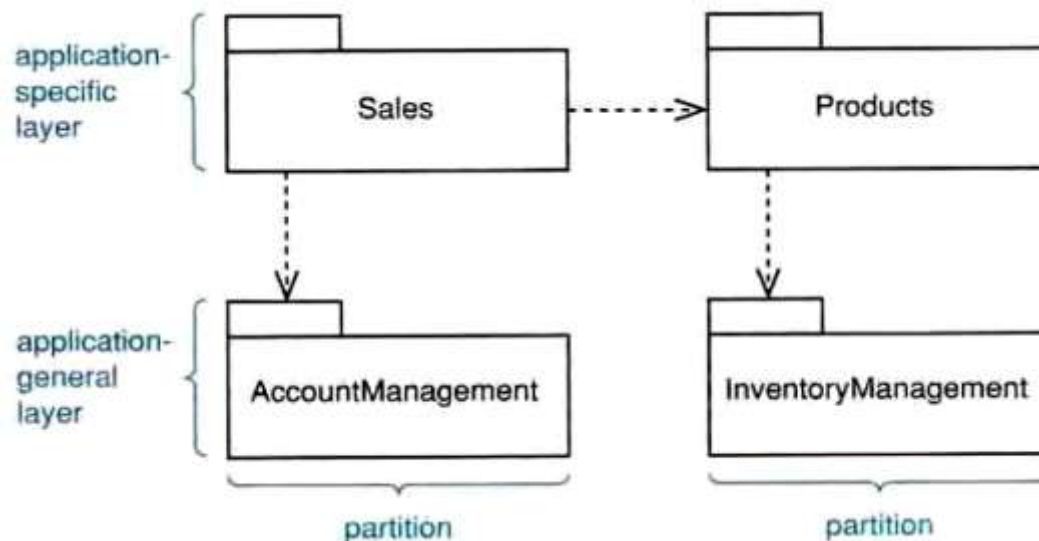 application-
specific
layer
Sales
Products
application-
general
layer
AccountManagement
InventoryManagement
partition
partition